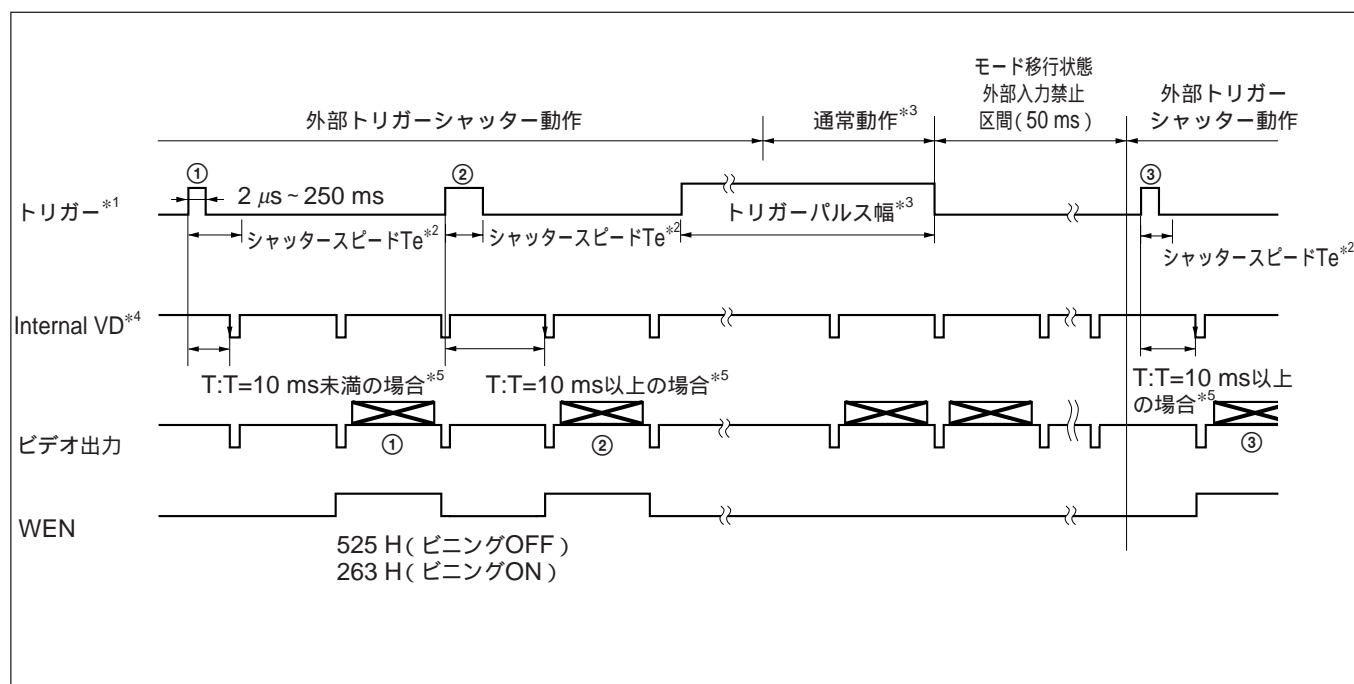 外部トリガーシャッター動作
通常動作*3
モード移行状態
外部入力禁止
区間(50 ms)
外部トリガー
シャッター動作
トリガー*1
①
2 μs~250 ms
②
③
シャッタースピードTe*2
シャッタースピードTe*2
トリガーパルス幅*3
シャッタースピードTe*2
Internal VD*4
T:T=10 ms未満の場合*5
T:T=10 ms以上の場合*5
T:T=10 ms以上
の場合*5
ビデオ出力
①
②
③
WEN
525 H(ビニングOFF)
263 H(ビニングON)